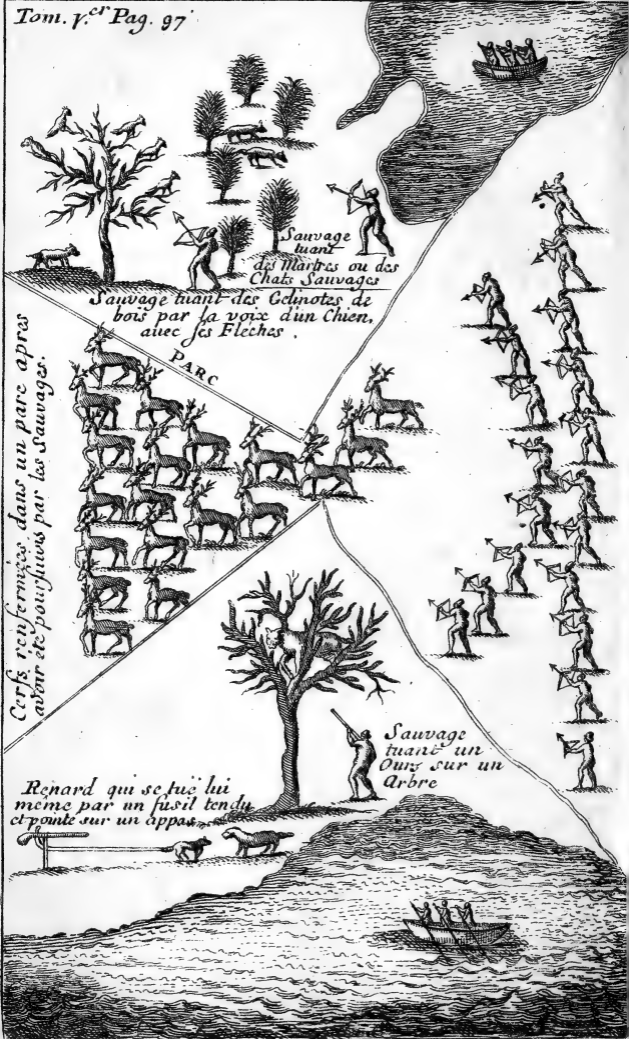 Tom. 1.er Pag. 97
Sauvage
tuant
des Martres ou des
Chats Sauvages
Sauvage tuant des Gelinotes de
bois par la voix d'un Chien,
avec ses Fleches.
PARC
Cerfs renfermées dans un parc apres
avoir été poursuivis par les Sauvages.
Sauvage
tuant un
Ours sur un
Arbre
Renard qui se tuë lui
même par un fusil tendu
et pointé sur un appas